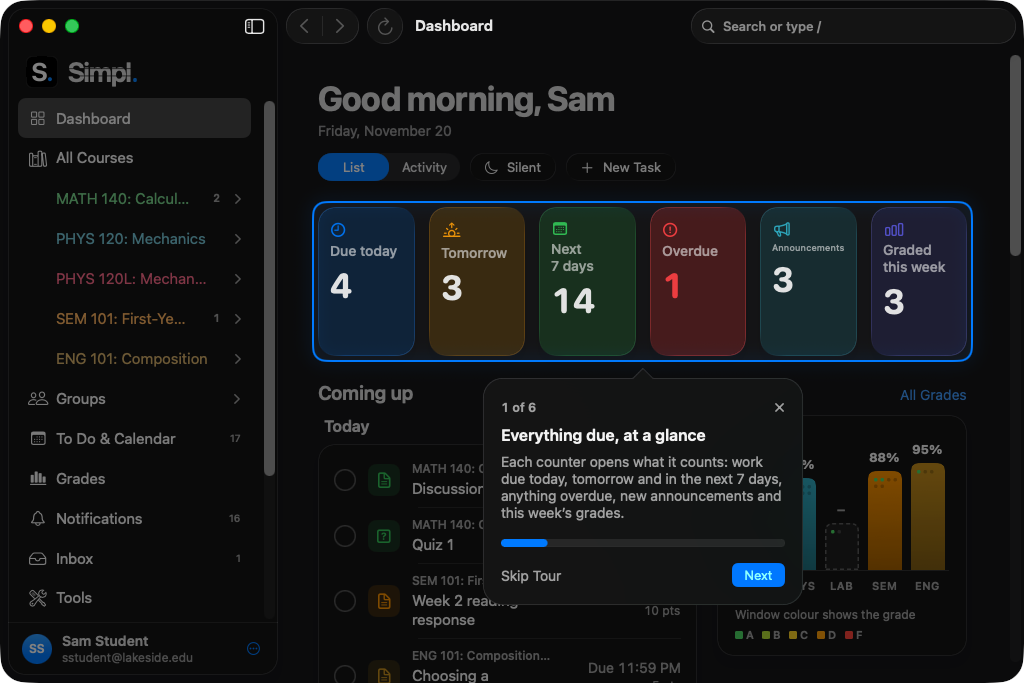 Dashboard
Search or type /
S. Simpl.
Dashboard
All Courses
MATH 140: Calcul... 2
PHYS 120: Mechanics
PHYS 120L: Mechan...
SEM 101: First-Ye... 1
ENG 101: Composition
Groups
To Do & Calendar 17
Grades
Notifications 16
Inbox 1
Tools
SS
Sam Student
sstudent@lakeside.edu
Good morning, Sam
Friday, November 20
List Activity Silent + New Task
Due today
4
Tomorrow
3
Next
7 days
14
Overdue
1
Announcements
3
Graded
this week
3
Coming up
Today
MATH 140:
Discussion
MATH 140:
Quiz 1
SEM 101:
Week 2 reading
response
10 pts
ENG 101: Composition...
Choosing a
Due 11:59 PM
1 of 6
Everything due, at a glance
Each counter opens what it counts: work
due today, tomorrow and in the next 7 days,
anything overdue, new announcements and
this week’s grades.
Skip Tour
Next
All Grades
% – 88% 95%
LAB SEM ENG
Window colour shows the grade
A B C D F